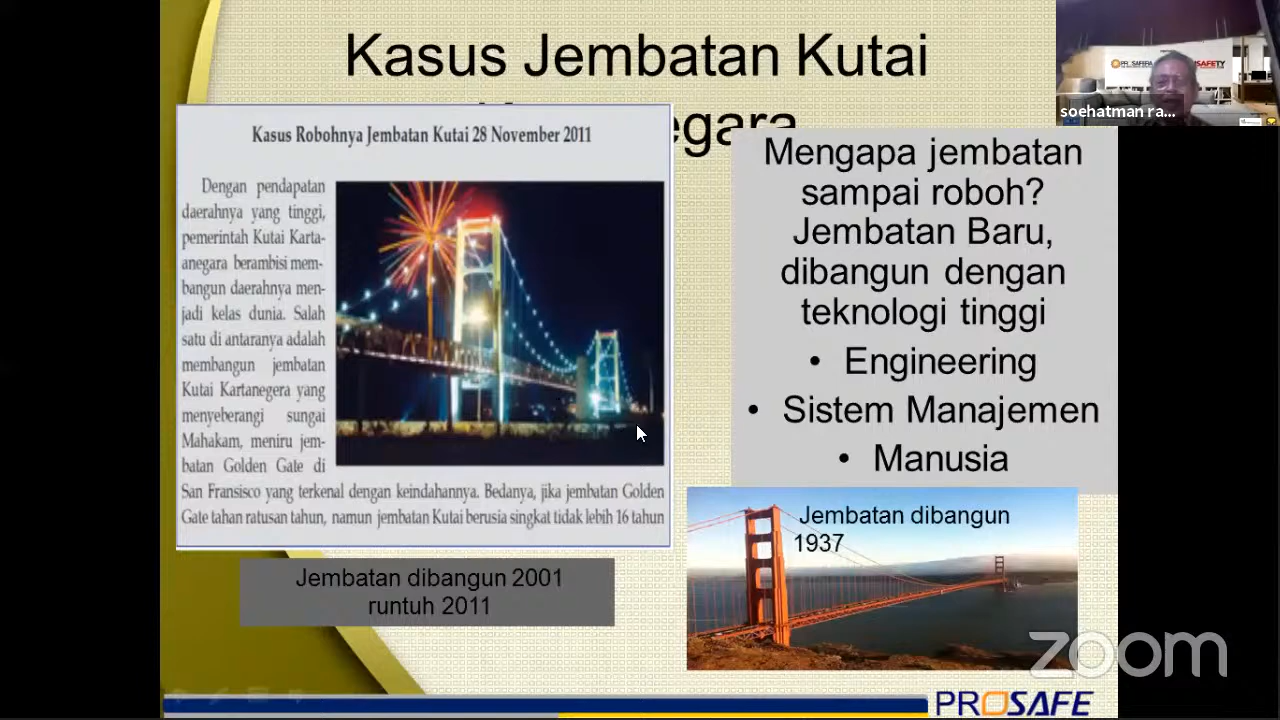 Kasus Jembatan Kutai
egara
Kasus Robohnya Jembatan Kutai 28 November 2011
Dengan pendapatan
daerahnya yang tinggi,
pemerintah Kutai Karta-
anegara berambisi mem-
bangun daerahnya men-
jadi kelas dunia. Salah
satu di antaranya adalah
membangun jembatan
Kutai Kartanegera yang
menyeberangi sungai
Mahakam, meniru jem-
batan Golden Gate di
San Fransisco yang terkenal dengan keindahannya. Bedanya, jika jembatan Golden
Gate tahan ratusan tahun, namun jembatan Kutai berusia singkat tidak lebih 16 tahun
Jembatan dibangun 2001
runtuh 2011
Mengapa jembatan
sampai roboh?
Jembatan Baru,
dibangun dengan
teknologi tinggi
• Engineering
• Sistem Manajemen
• Manusia
Jembatan dibangun
1937
soehatman ra...
zoom
PROSAFE